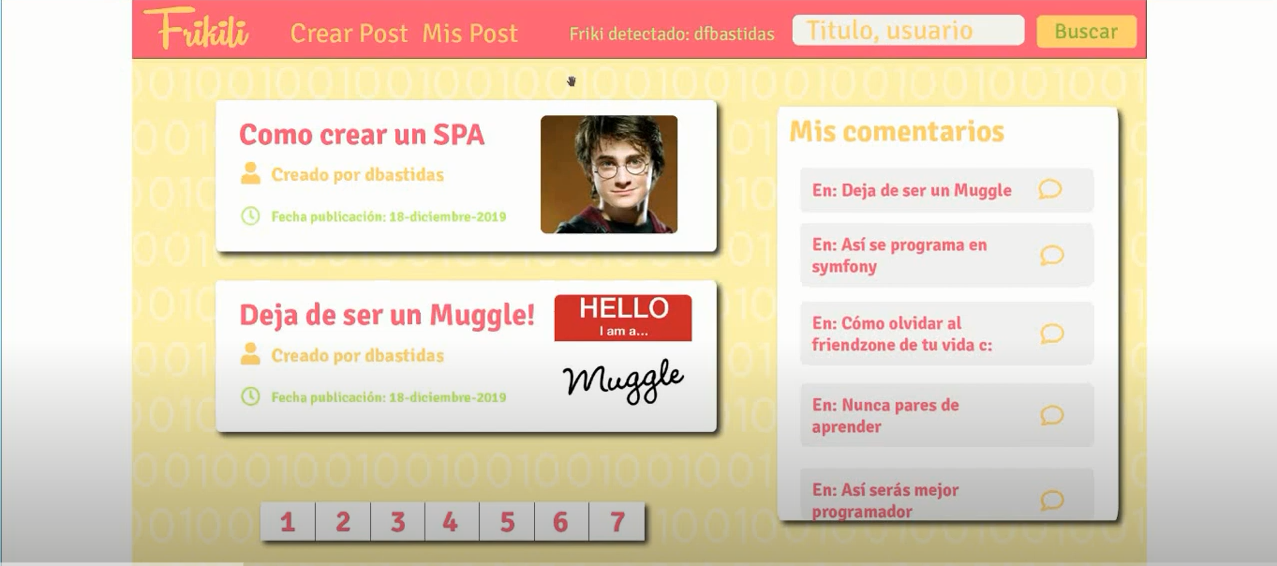 Frikili
Crear Post Mis Post
Friki detectado: dfbastidas
Titulo, usuario
Buscar
Como crear un SPA
Creado por dbastidas
Fecha publicación: 18-diciembre-2019
Deja de ser un Muggle!
Creado por dbastidas
Fecha publicación: 18-diciembre-2019
HELLO
I am a...
Muggle
1 2 3 4 5 6 7
Mis comentarios
En: Deja de ser un Muggle
En: Así se programa en
symfony
En: Cómo olvidar al
friendzone de tu vida c:
En: Nunca pares de
aprender
En: Así serás mejor
programador